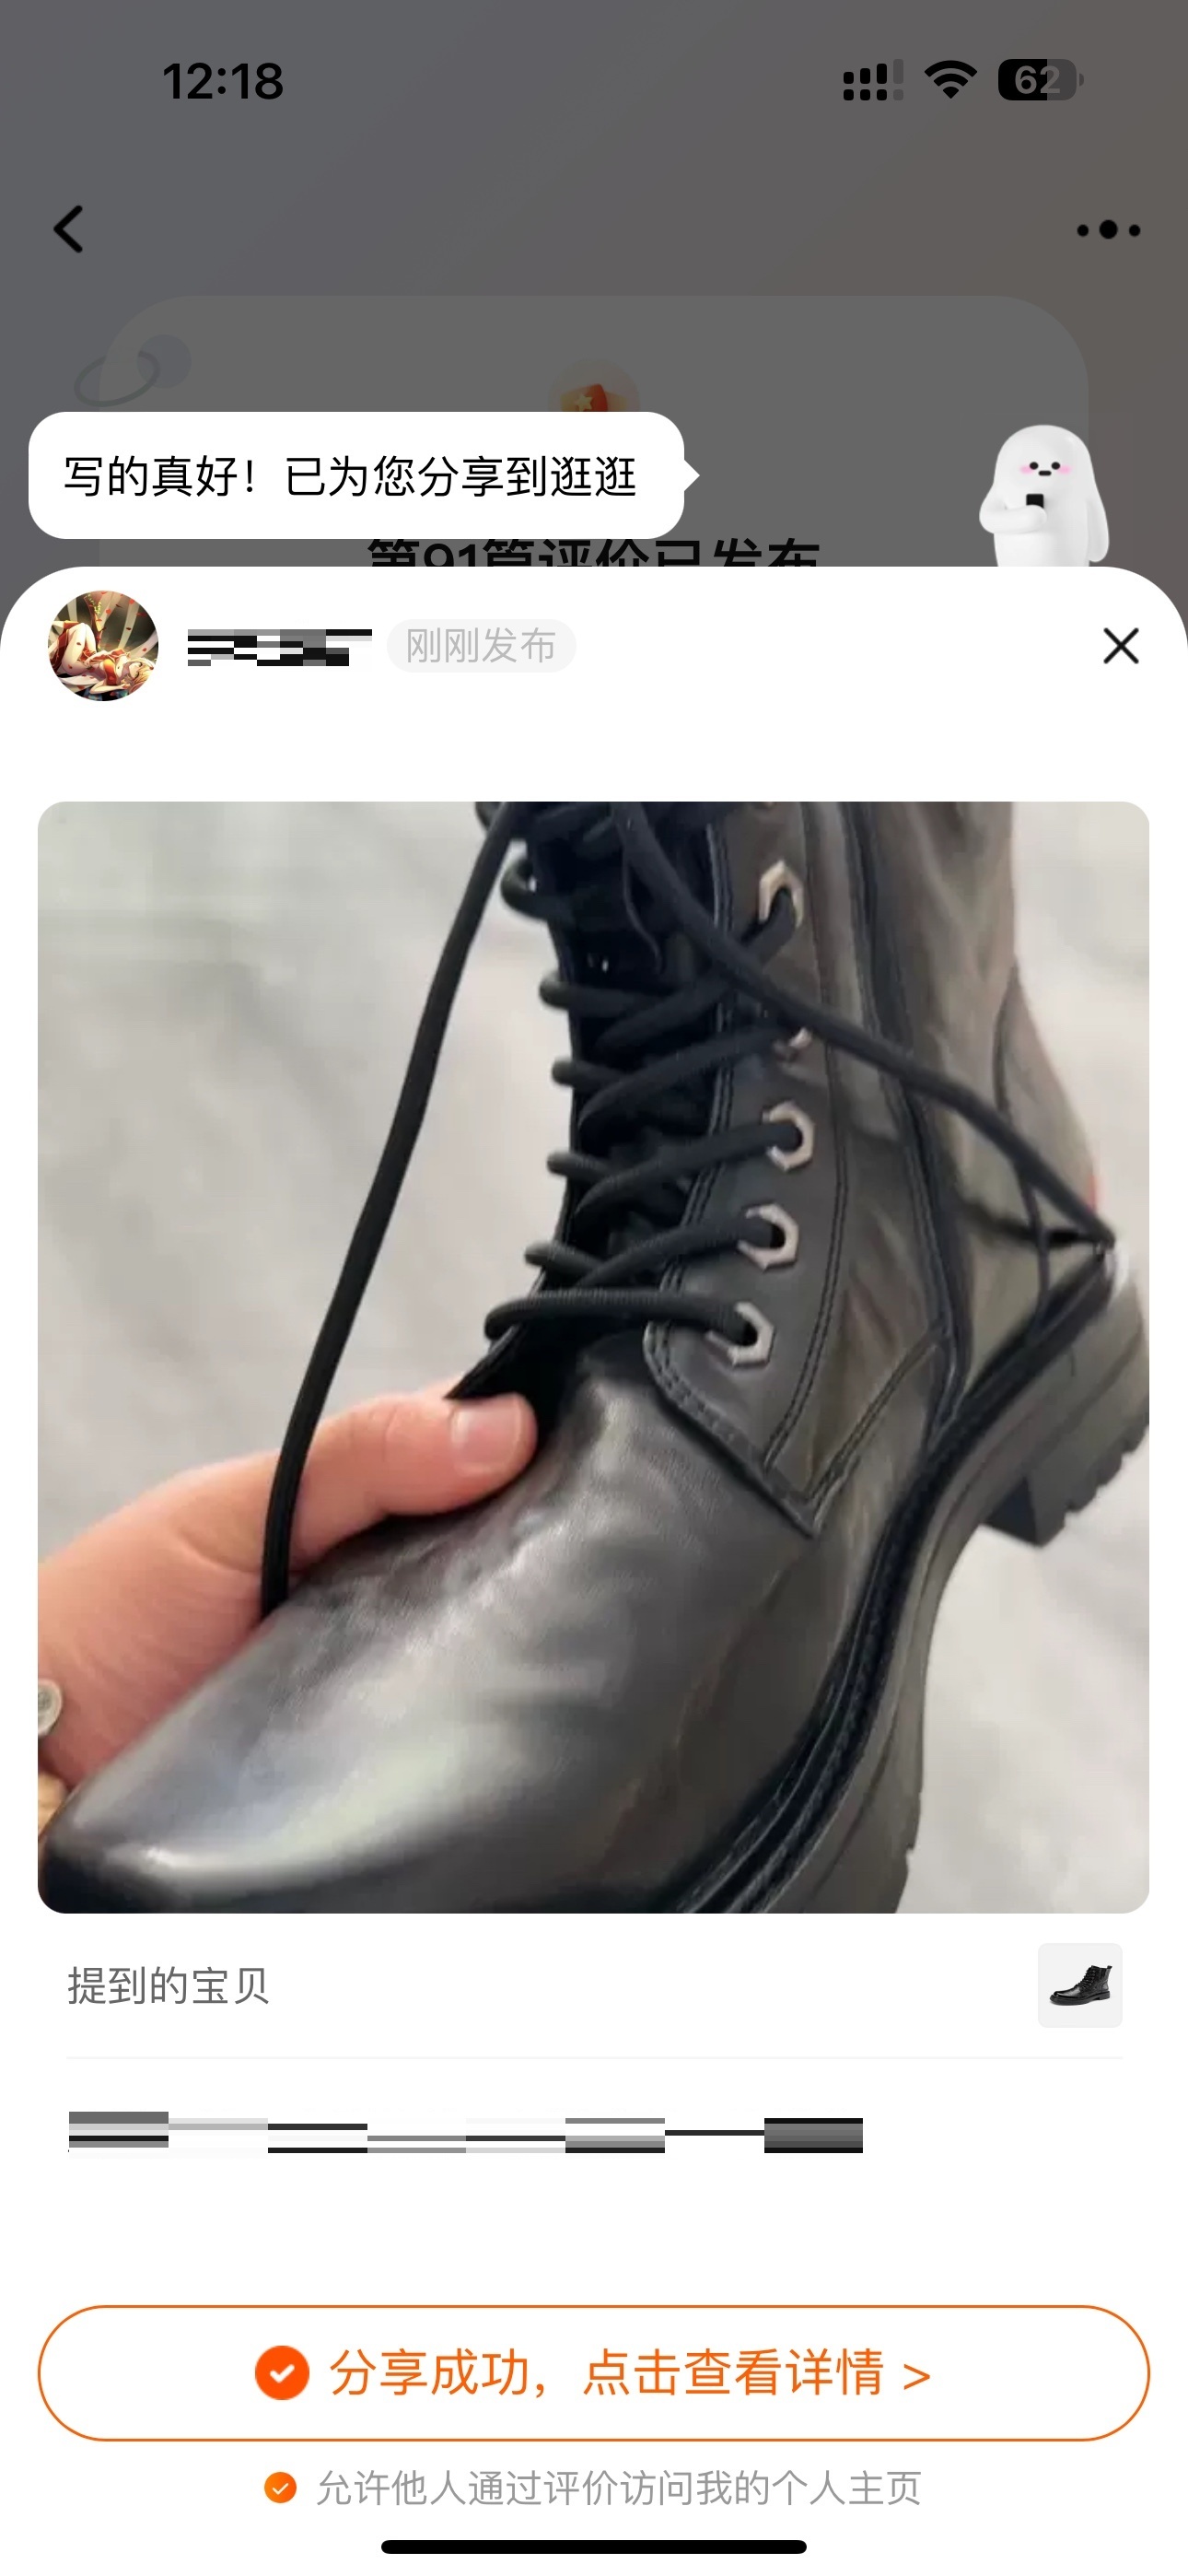 12:18
62
写的真好！已为您分享到逛逛
第91篇评价已发布
刚刚发布
提到的宝贝
分享成功，点击查看详情 >
允许他人通过评价访问我的个人主页